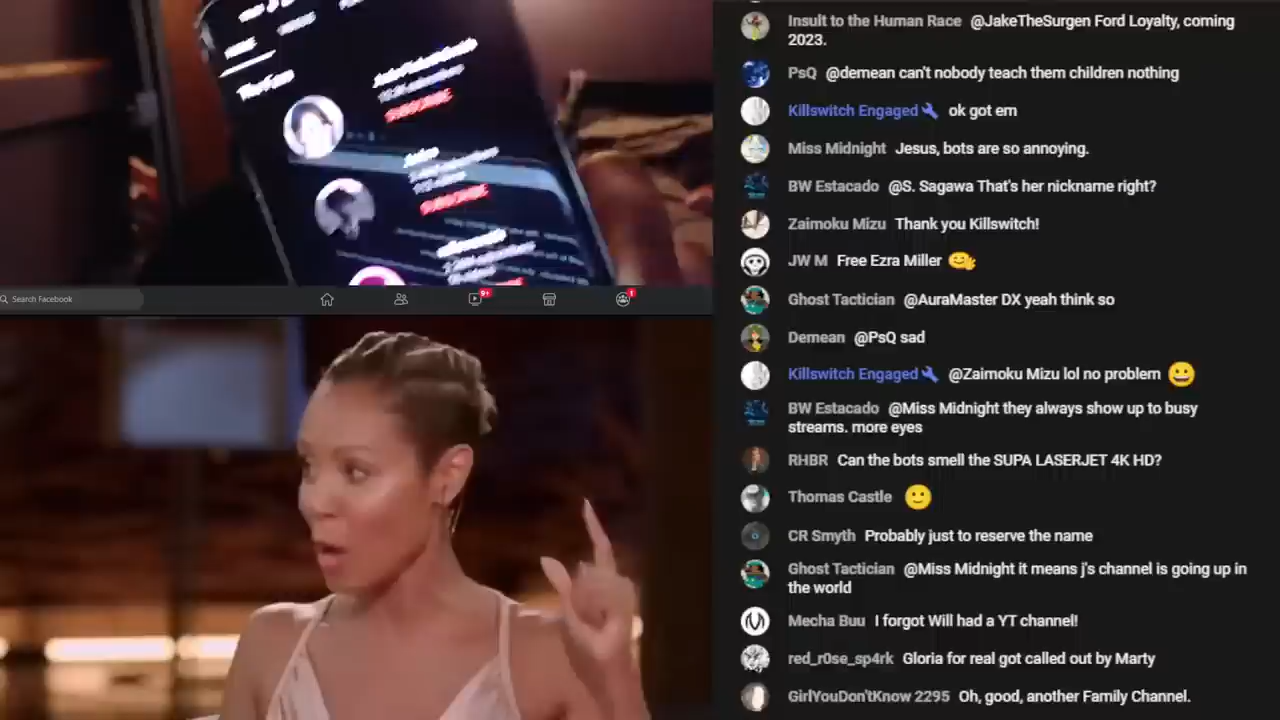 SUBSCRIBE
SUBSCRIBE
Search Facebook
9+
1
Insult to the Human Race @JakeTheSurgen Ford Loyalty, coming
2023.
PsQ @demean can't nobody teach them children nothing
Killswitch Engaged ok got em
Miss Midnight Jesus, bots are so annoying.
BW Estacado @S. Sagawa That's her nickname right?
Zaimoku Mizu Thank you Killswitch!
JW M Free Ezra Miller
Ghost Tactician @AuraMaster DX yeah think so
Demean @PsQ sad
Killswitch Engaged @Zaimoku Mizu lol no problem
BW Estacado @Miss Midnight they always show up to busy
streams. more eyes
RHBR Can the bots smell the SUPA LASERJET 4K HD?
Thomas Castle
CR Smyth Probably just to reserve the name
Ghost Tactician @Miss Midnight it means j's channel is going up in
the world
Mecha Buu I forgot Will had a YT channel!
red_r0se_sp4rk Gloria for real got called out by Marty
GirlYouDon'tKnow 2295 Oh, good, another Family Channel.